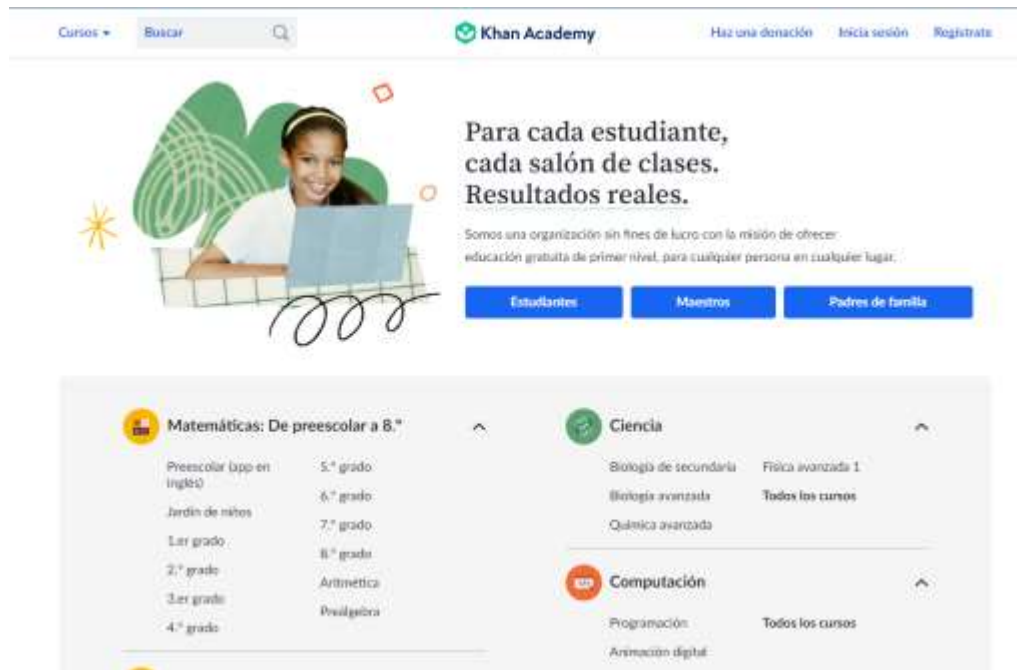 Cursos
Buscar
Khan Academy
Haz una donación
Inicia sesión
Regístrate
Para cada estudiante,
cada salón de clases.
Resultados reales.
Somos una organización sin fines de lucro con la misión de ofrecer
educación gratuita de primer nivel, para cualquier persona en cualquier lugar.
Estudiantes
Maestros
Padres de familia
Matemáticas: De preescolar a 8.º
Preescolar (app en
inglés)
Jardín de niños
1.er grado
2.º grado
3.er grado
4.º grado
5.º grado
6.º grado
7.º grado
8.º grado
Aritmética
Preálgebra
Ciencia
Biología de secundaria
Biología avanzada
Química avanzada
Física avanzada 1
Todos los cursos
Computación
Programación
Animación digital
Todos los cursos